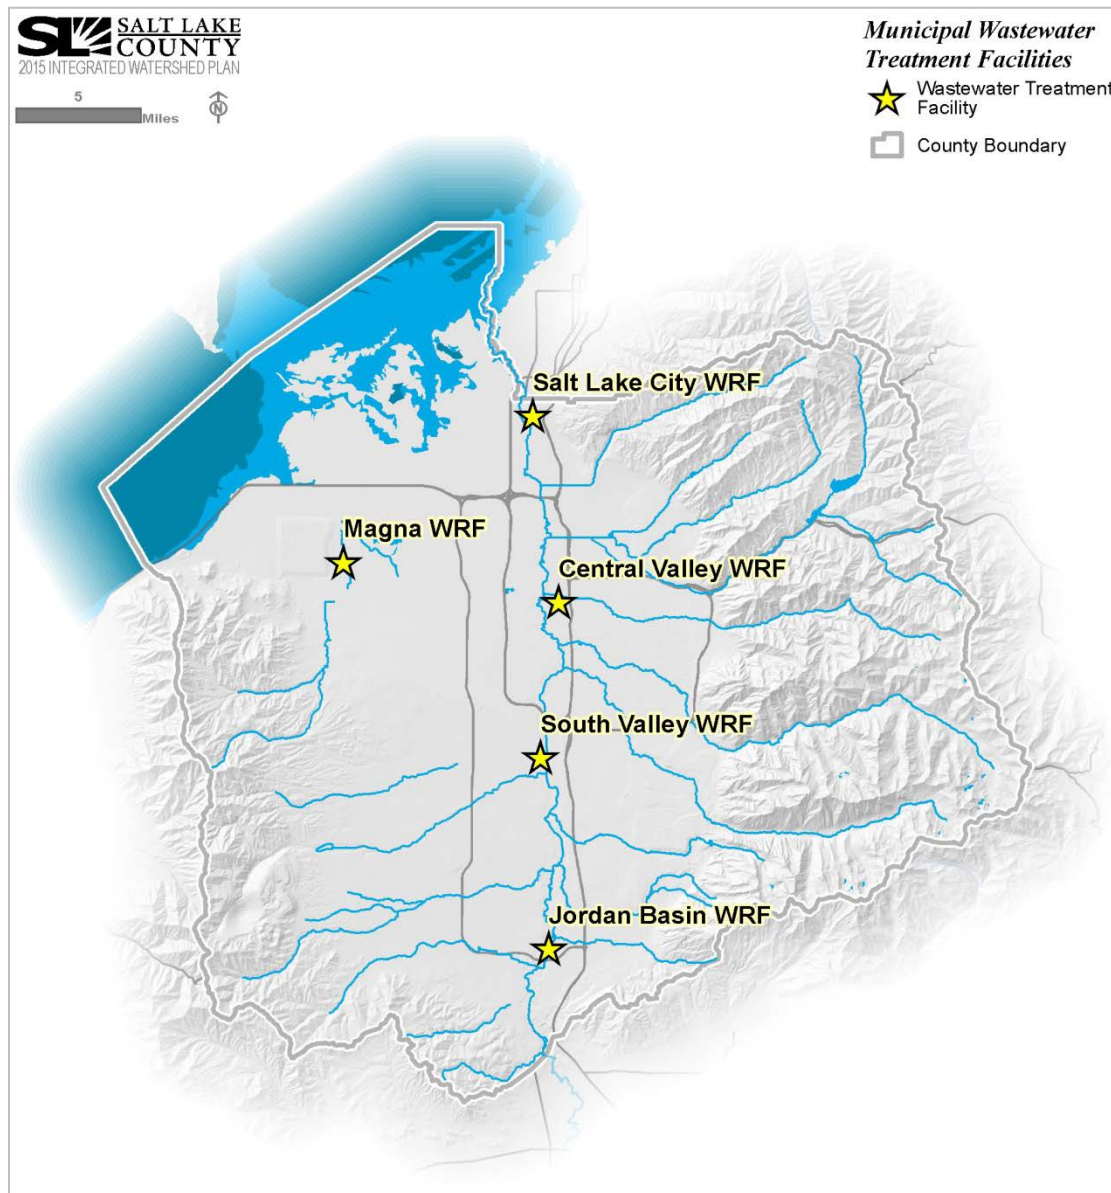 SL SALT LAKE
COUNTY
2015 INTEGRATED WATERSHED PLAN
5
Miles
N
Municipal Wastewater
Treatment Facilities
Wastewater Treatment
Facility
County Boundary
Salt Lake City WRF
Magna WRF
Central Valley WRF
South Valley WRF
Jordan Basin WRF